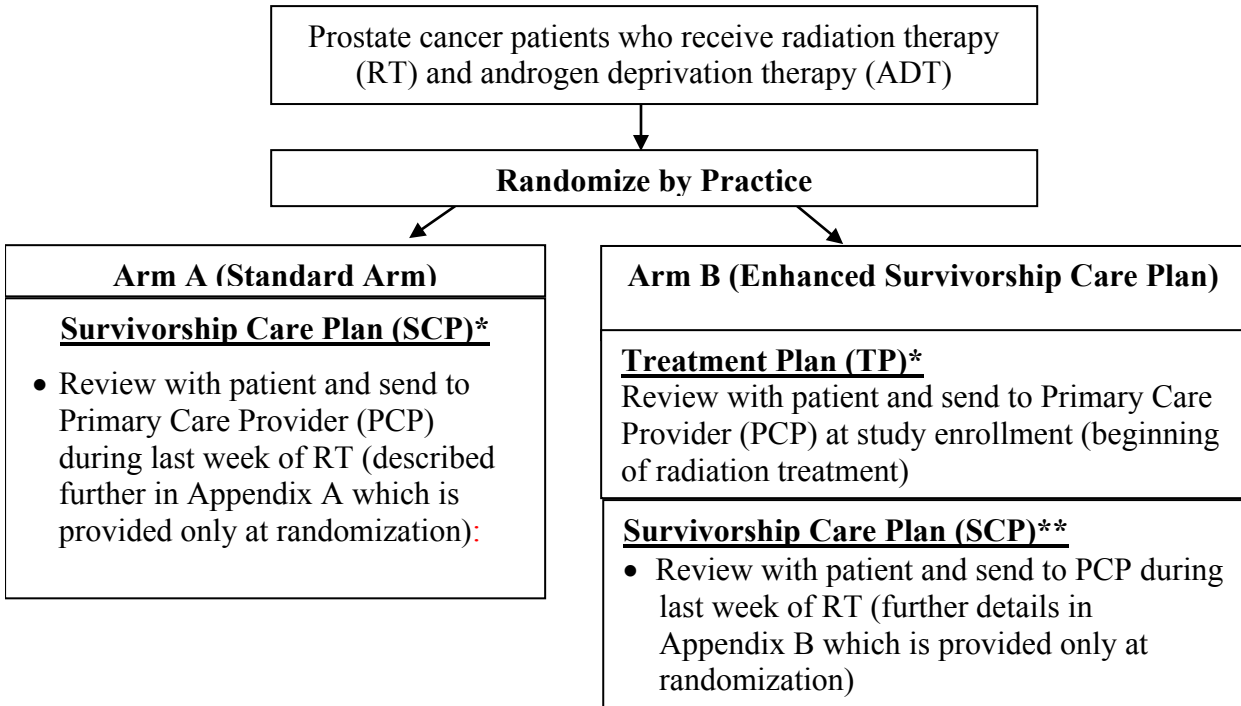 Prostate cancer patients who receive radiation therapy
(RT) and androgen deprivation therapy (ADT)
Randomize by Practice
Arm A (Standard Arm)
Survivorship Care Plan (SCP)*
• Review with patient and send to
Primary Care Provider (PCP)
during last week of RT (described
further in Appendix A which is
provided only at randomization):
Arm B (Enhanced Survivorship Care Plan)
Treatment Plan (TP)*
Review with patient and send to Primary Care
Provider (PCP) at study enrollment (beginning
of radiation treatment)
Survivorship Care Plan (SCP)**
• Review with patient and send to PCP during
last week of RT (further details in
Appendix B which is provided only at
randomization)